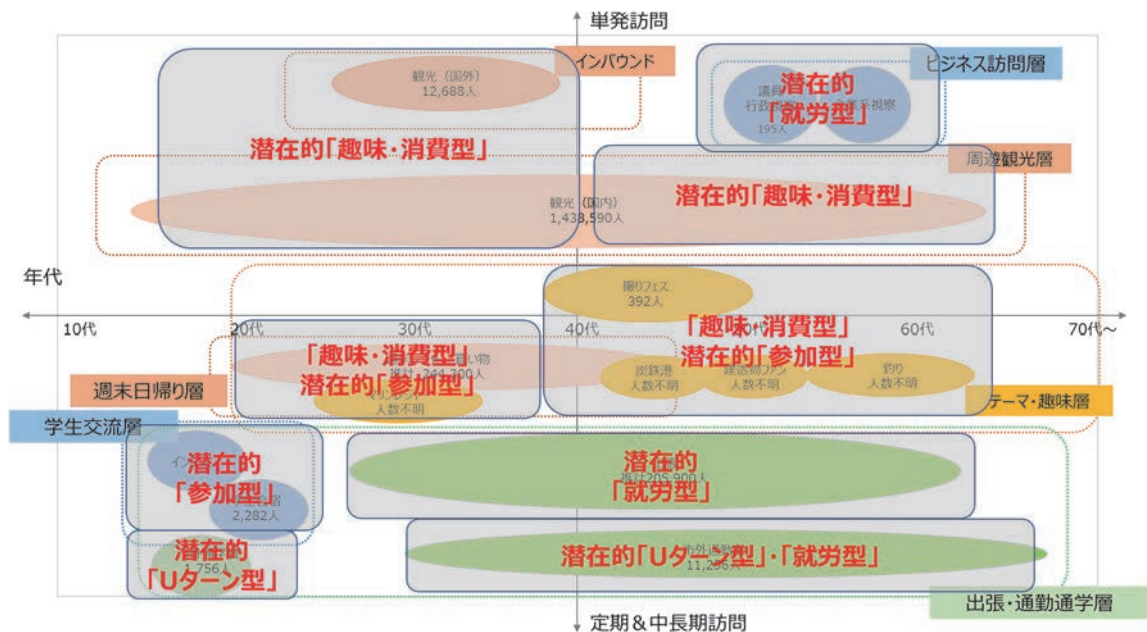 単発訪問
インバウンド
観光（国外）
12,688人
ビジネス訪問層
潜在的
「就労型」
議員
195人
潜在的「趣味・消費型」
周遊観光層
潜在的「趣味・消費型」
観光（国内）
1,438,590人
年代
撮りフェス
392人
10代
20代
30代
40代
60代
70代～
「趣味・消費型」
潜在的「参加型」
「趣味・消費型」
潜在的「参加型」
人数不明
炭鉄港
人数不明
人数不明
釣り
人数不明
週末日帰り層
テーマ・趣味層
学生交流層
潜在的
「参加型」
2,282人
潜在的
「就労型」
推計205,900人
潜在的
「Uターン型」
1,756人
潜在的「Uターン型」・「就労型」
出張・通勤通学層
定期＆中長期訪問